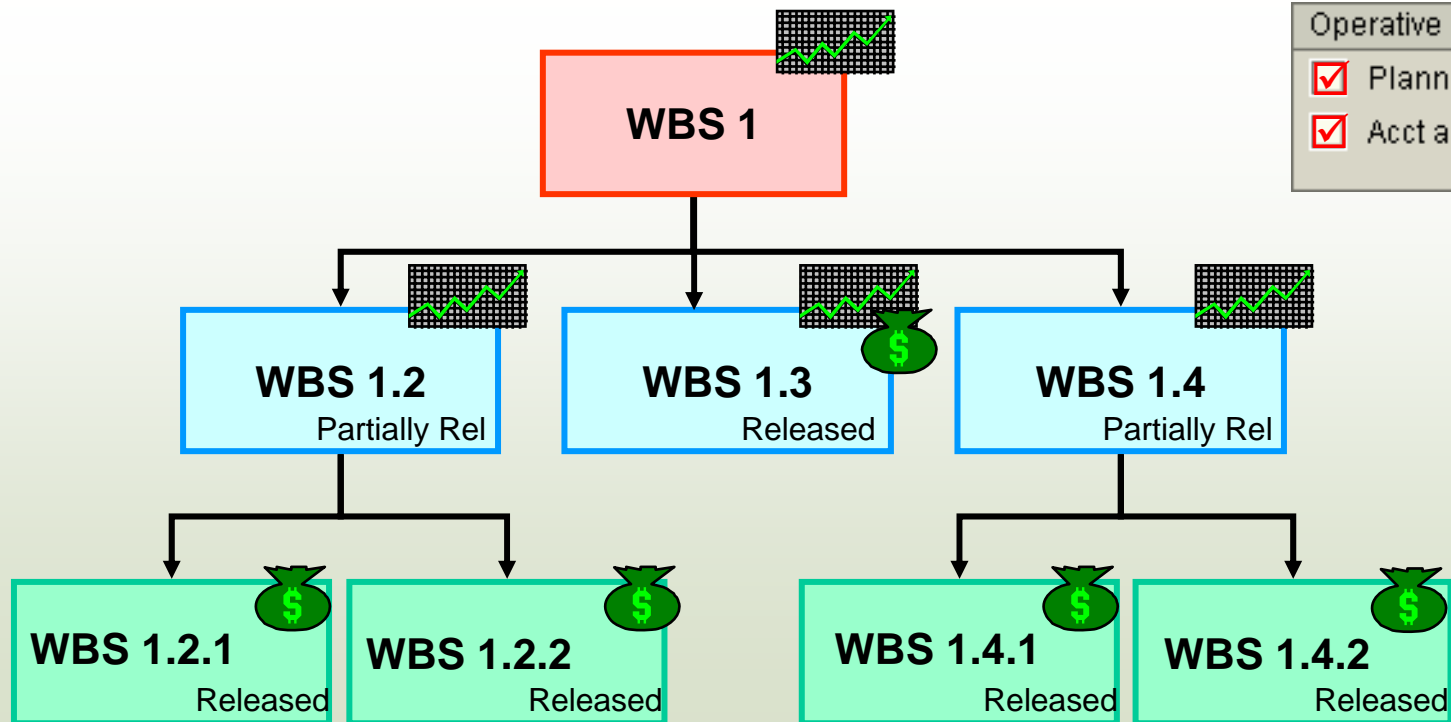 Operative
Plann
Acct a
WBS 1
WBS 1.2
Partially Rel
WBS 1.3
Released
WBS 1.4
Partially Rel
$
WBS 1.2.1
Released
$
WBS 1.2.2
Released
$
WBS 1.4.1
Released
$
WBS 1.4.2
Released
$